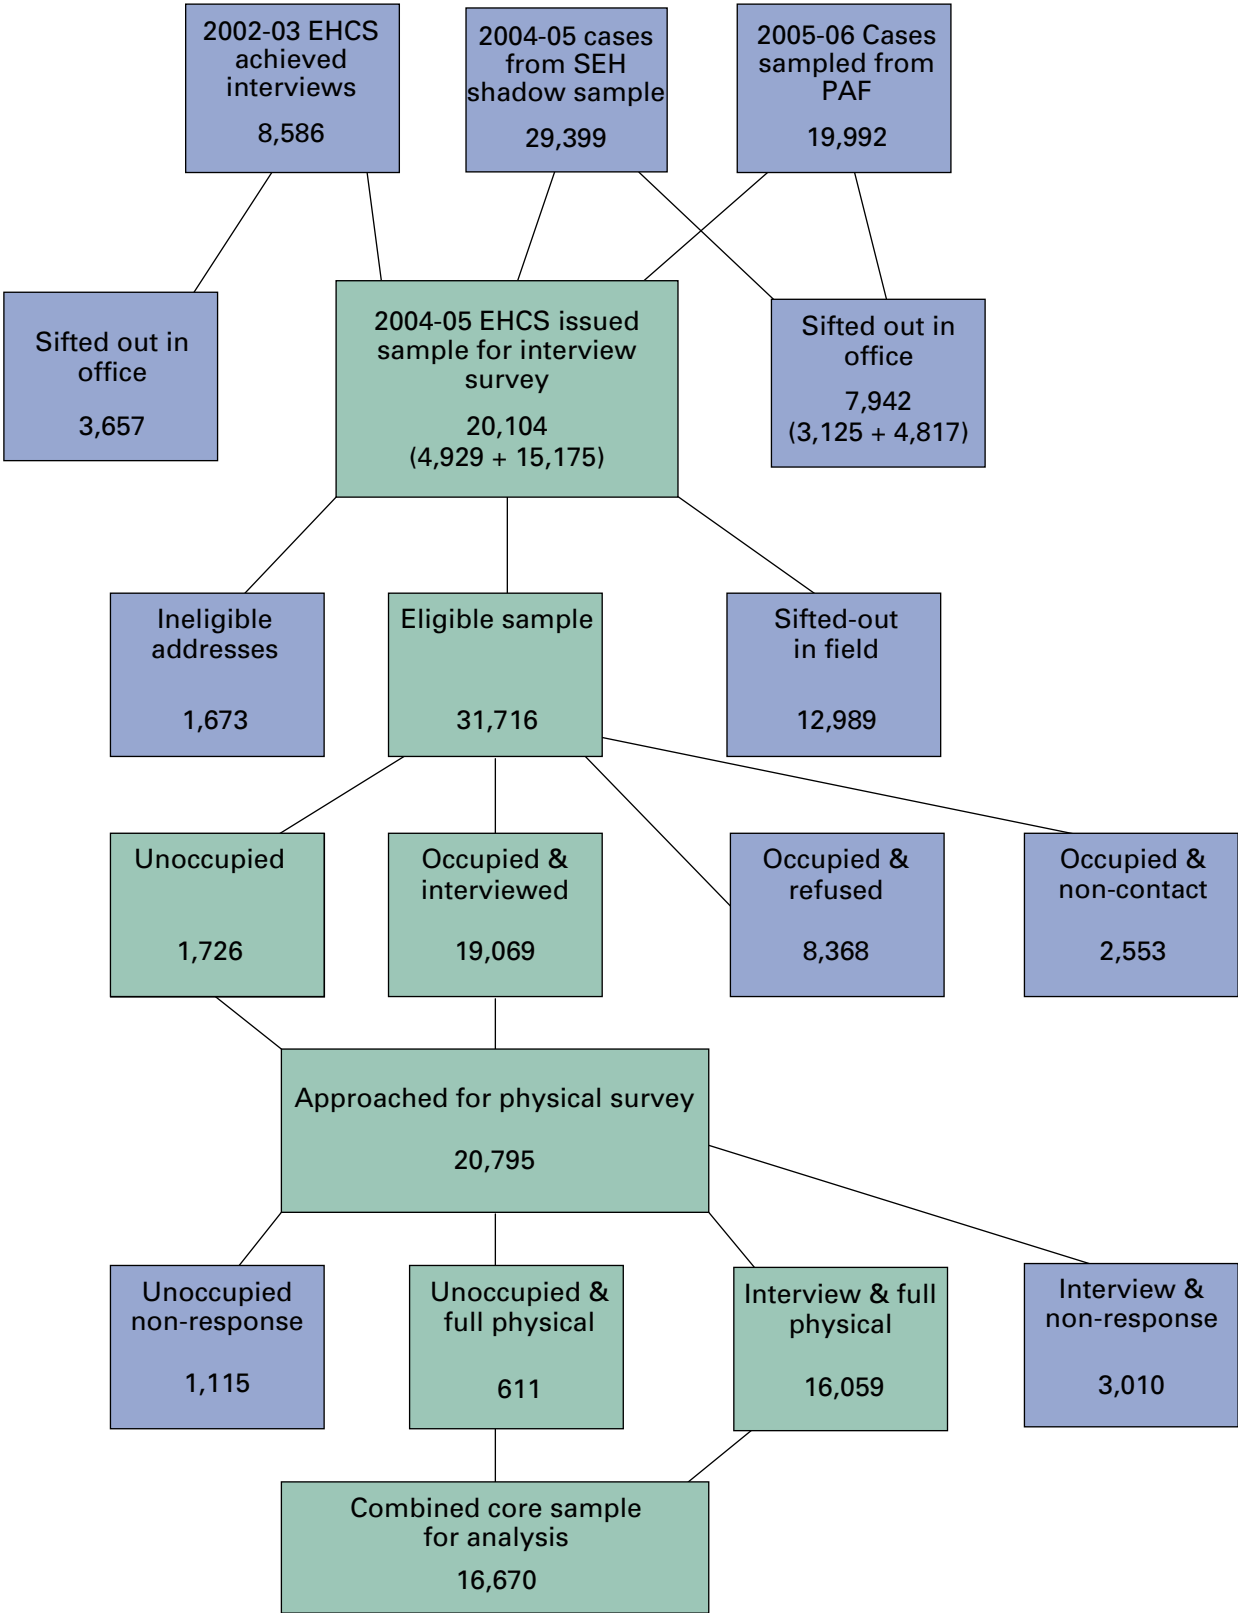 2002-03 EHCS
achieved
interviews
8,586
2004-05 cases
from SEH
shadow sample
29,399
2005-06 Cases
sampled from
PAF
19,992
Sifted out in
office
3,657
2004-05 EHCS issued
sample for interview
survey
20,104
(4,929 + 15,175)
Sifted out in
office
7,942
(3,125 + 4,817)
Ineligible
addresses
1,673
Eligible sample
31,716
Sifted-out
in field
12,989
Unoccupied
1,726
Occupied &
interviewed
19,069
Occupied &
refused
8,368
Occupied &
non-contact
2,553
Approached for physical survey
20,795
Unoccupied
non-response
1,115
Unoccupied &
full physical
611
Interview & full
physical
16,059
Interview &
non-response
3,010
Combined core sample
for analysis
16,670